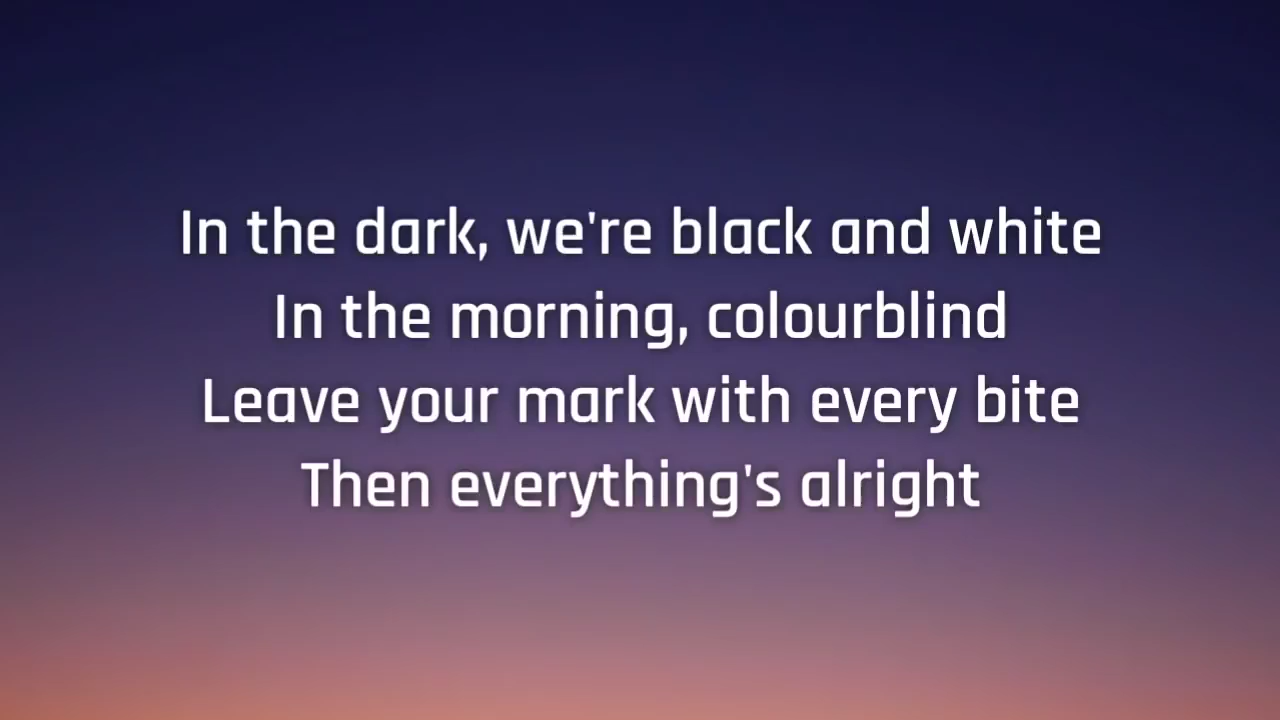 In the dark, we're black and white
In the morning, colourblind
Leave your mark with every bite
Then everything's alright